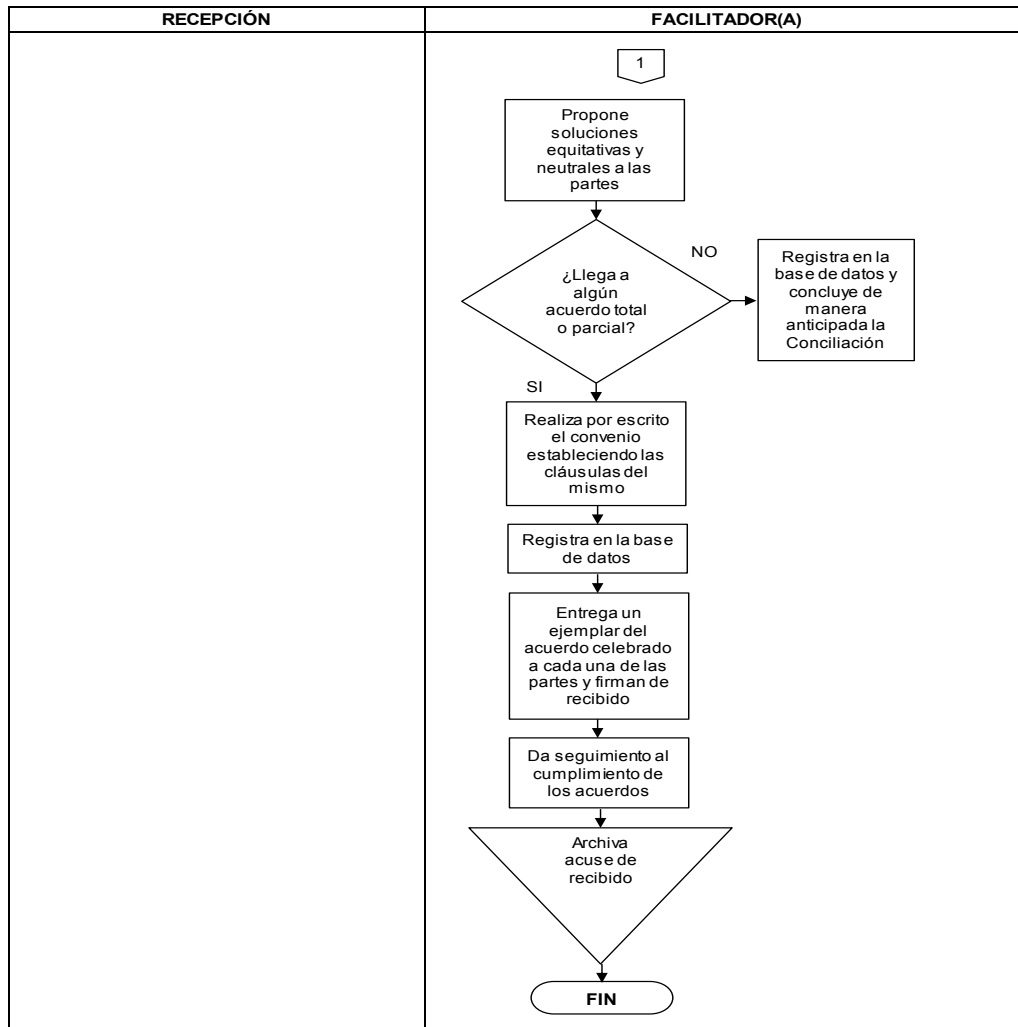 RECEPCIÓN
FACILITADOR(A)
1
Propone
soluciones
equitativas y
neutrales a las
partes
¿Llega a
algún
acuerdo total
o parcial?
NO
Registra en la
base de datos y
concluye de
manera
anticipada la
Conciliación
SI
Realiza por escrito
el convenio
estableciendo las
cláusulas del
mismo
Registra en la base
de datos
Entrega un
ejemplar del
acuerdo celebrado
a cada una de las
partes y firman de
recibido
Da seguimiento al
cumplimiento de
los acuerdos
Archiva
acuse de
recibido
FIN